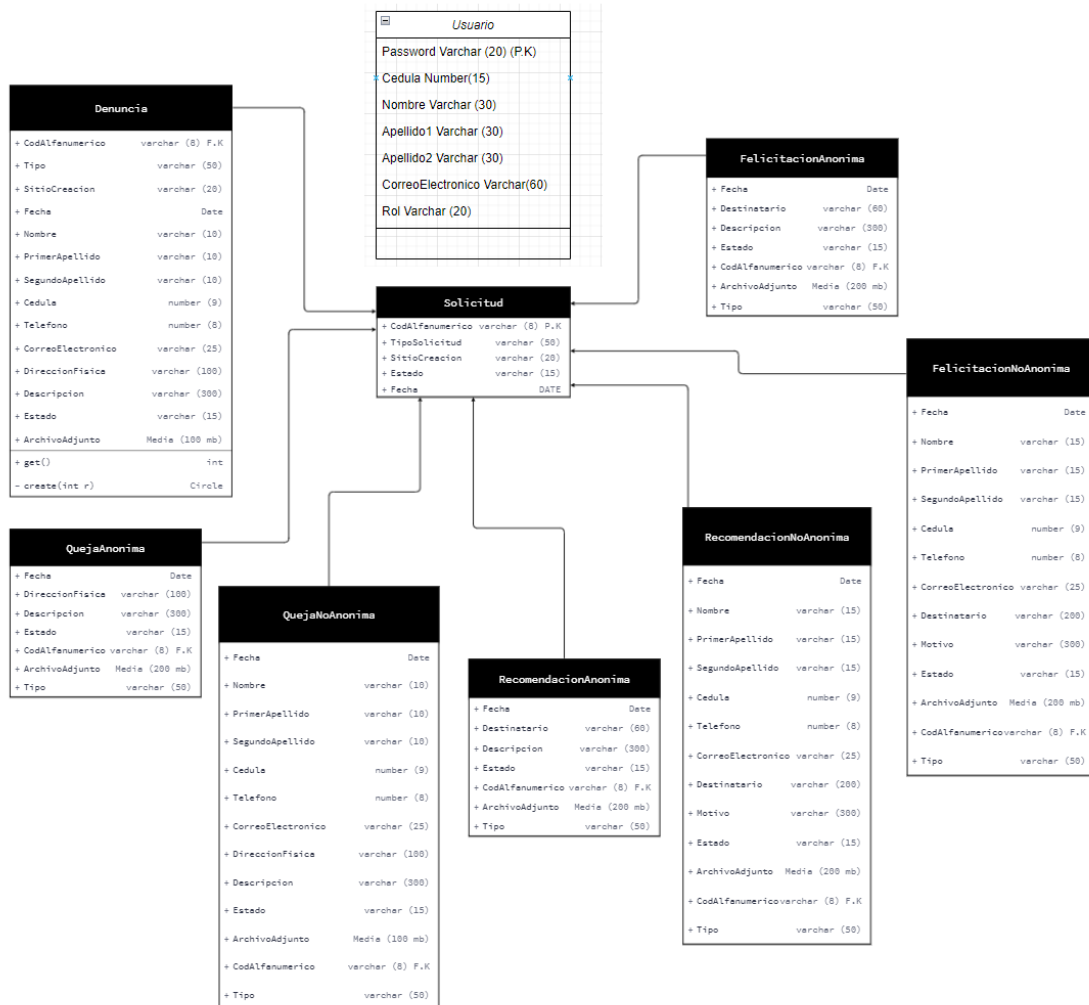 Usuario
Password Varchar (20) (P.K)
Cedula Number(15)
Nombre Varchar (30)
Apellido1 Varchar (30)
Apellido2 Varchar (30)
CorreoElectronico Varchar(60)
Rol Varchar (20)
Denuncia
+ CodAlfanumerico varchar (8) F.K
+ Tipo varchar (50)
+ SitioCreacion varchar (20)
+ Fecha Date
+ Nombre varchar (10)
+ PrimerApellido varchar (10)
+ SegundoApellido varchar (10)
+ Cedula number (9)
+ Telefono number (8)
+ CorreoElectronico varchar (25)
+ DireccionFisica varchar (100)
+ Descripcion varchar (300)
+ Estado varchar (15)
+ ArchivoAdjunto Media (100 mb)
+ get() int
- create(int r) Circle
FelicitacionAnonima
+ Fecha Date
+ Destinatario varchar (60)
+ Descripcion varchar (300)
+ Estado varchar (15)
+ CodAlfanumerico varchar (8) F.K
+ ArchivoAdjunto Media (200 mb)
+ Tipo varchar (50)
Solicitud
+ CodAlfanumerico varchar (8) P.K
+ TipoSolicitud varchar (50)
+ SitioCreacion varchar (20)
+ Estado varchar (15)
+ Fecha DATE
FelicitacionNoAnonima
+ Fecha Date
+ Nombre varchar (15)
+ PrimerApellido varchar (15)
+ SegundoApellido varchar (15)
+ Cedula number (9)
+ Telefono number (8)
+ CorreoElectronico varchar (25)
+ Destinatario varchar (200)
+ Motivo varchar (300)
+ Estado varchar (15)
+ ArchivoAdjunto Media (200 mb)
+ CodAlfanumerico varchar (8) F.K
+ Tipo varchar (50)
QuejaAnonima
+ Fecha Date
+ DireccionFisica varchar (100)
+ Descripcion varchar (300)
+ Estado varchar (15)
+ CodAlfanumerico varchar (8) F.K
+ ArchivoAdjunto Media (200 mb)
+ Tipo varchar (50)
QuejaNoAnonima
+ Fecha Date
+ Nombre varchar (10)
+ PrimerApellido varchar (10)
+ SegundoApellido varchar (10)
+ Cedula number (9)
+ Telefono number (8)
+ CorreoElectronico varchar (25)
+ DireccionFisica varchar (100)
+ Descripcion varchar (300)
+ Estado varchar (15)
+ ArchivoAdjunto Media (100 mb)
+ CodAlfanumerico varchar (8) F.K
+ Tipo varchar (50)
RecomendacionAnonima
+ Fecha Date
+ Destinatario varchar (60)
+ Descripcion varchar (300)
+ Estado varchar (15)
+ CodAlfanumerico varchar (8) F.K
+ ArchivoAdjunto Media (200 mb)
+ Tipo varchar (50)
RecomendacionNoAnonima
+ Fecha Date
+ Nombre varchar (15)
+ PrimerApellido varchar (15)
+ SegundoApellido varchar (15)
+ Cedula number (9)
+ Telefono number (8)
+ CorreoElectronico varchar (25)
+ Destinatario varchar (200)
+ Motivo varchar (300)
+ Estado varchar (15)
+ ArchivoAdjunto Media (200 mb)
+ CodAlfanumerico varchar (8) F.K
+ Tipo varchar (50)